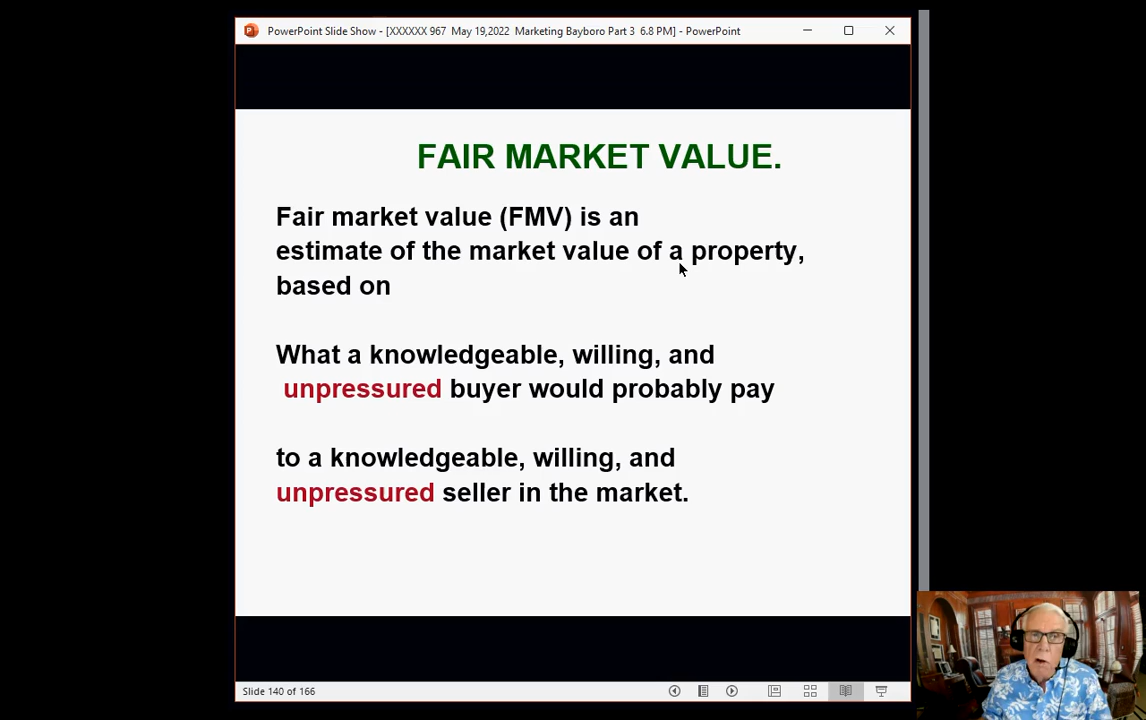 PowerPoint Slide Show - [XXXXXX 967 May 19,2022 Marketing Bayboro Part 3 6.8 PM] - PowerPoint
FAIR MARKET VALUE.
Fair market value (FMV) is an
estimate of the market value of a property,
based on
What a knowledgeable, willing, and
unpressured buyer would probably pay
to a knowledgeable, willing, and
unpressured seller in the market.
Slide 140 of 166